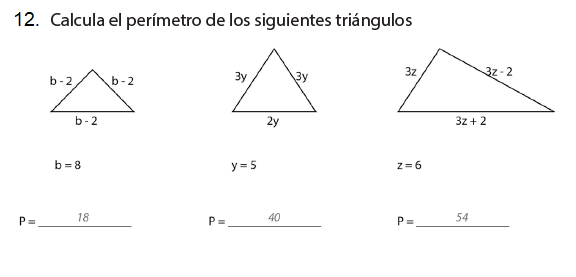 12. Calcula el perímetro de los siguientes triángulos
b - 2 b - 2 3y 3y 3z 3z - 2
b - 2 2y 3z + 2
b = 8 y = 5 z = 6
P = 18 P = 40 P = 54